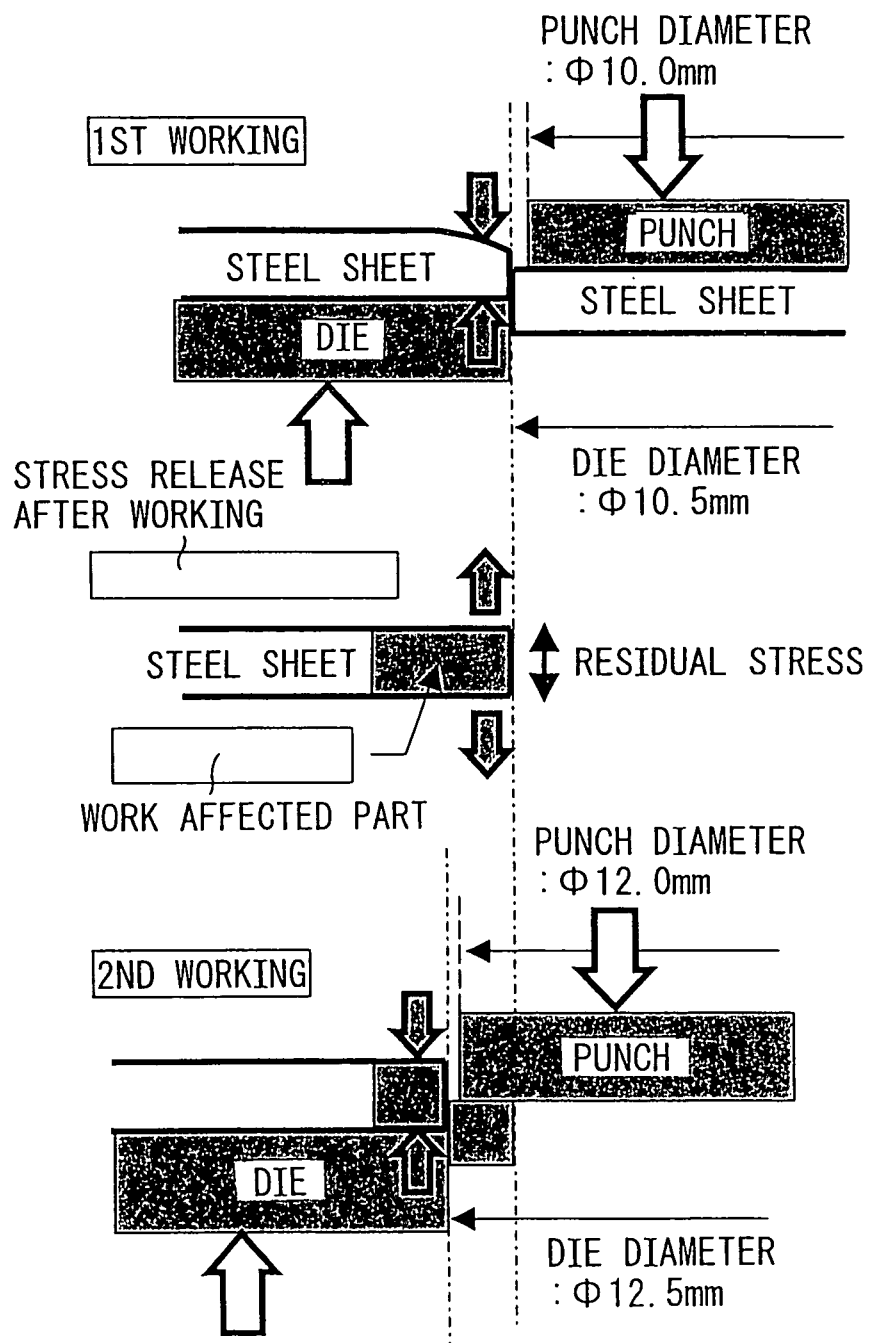 PUNCH DIAMETER
: Φ10.0mm
1ST WORKING
PUNCH
STEEL SHEET
STEEL SHEET
DIE
DIE DIAMETER
: Φ10.5mm
STRESS RELEASE
AFTER WORKING
STEEL SHEET
RESIDUAL STRESS
WORK AFFECTED PART
PUNCH DIAMETER
: Φ12.0mm
2ND WORKING
PUNCH
DIE
DIE DIAMETER
: Φ12.5mm